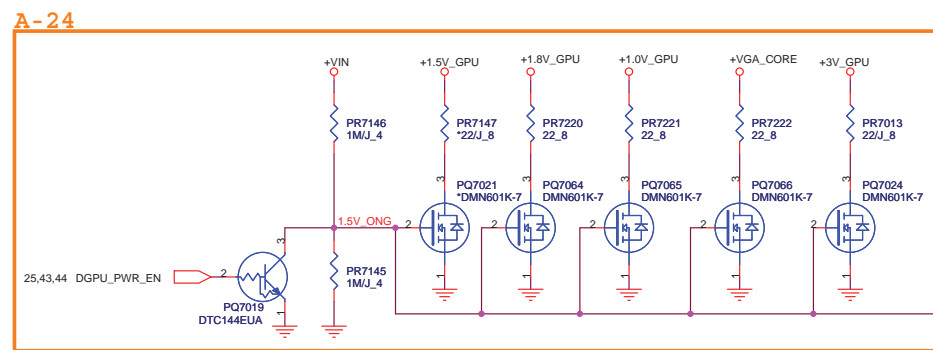 A-24
+VIN
+1.5V_GPU
+1.8V_GPU
+1.0V_GPU
+VGA_CORE
+3V_GPU
PR7146
1M/J_4
PR7147
*22/J_8
PR7220
22_8
PR7221
22_8
PR7222
22_8
PR7013
22/J_8
3
3
3
3
3
PQ7021
*DMN601K-7
PQ7064
DMN601K-7
PQ7065
DMN601K-7
PQ7066
DMN601K-7
PQ7024
DMN601K-7
1.5V_ONG
2
2
2
2
2
3
1
1
1
1
1
PR7145
1M/J_4
25,43,44 DGPU_PWR_EN
2
1
PQ7019
DTC144EUA